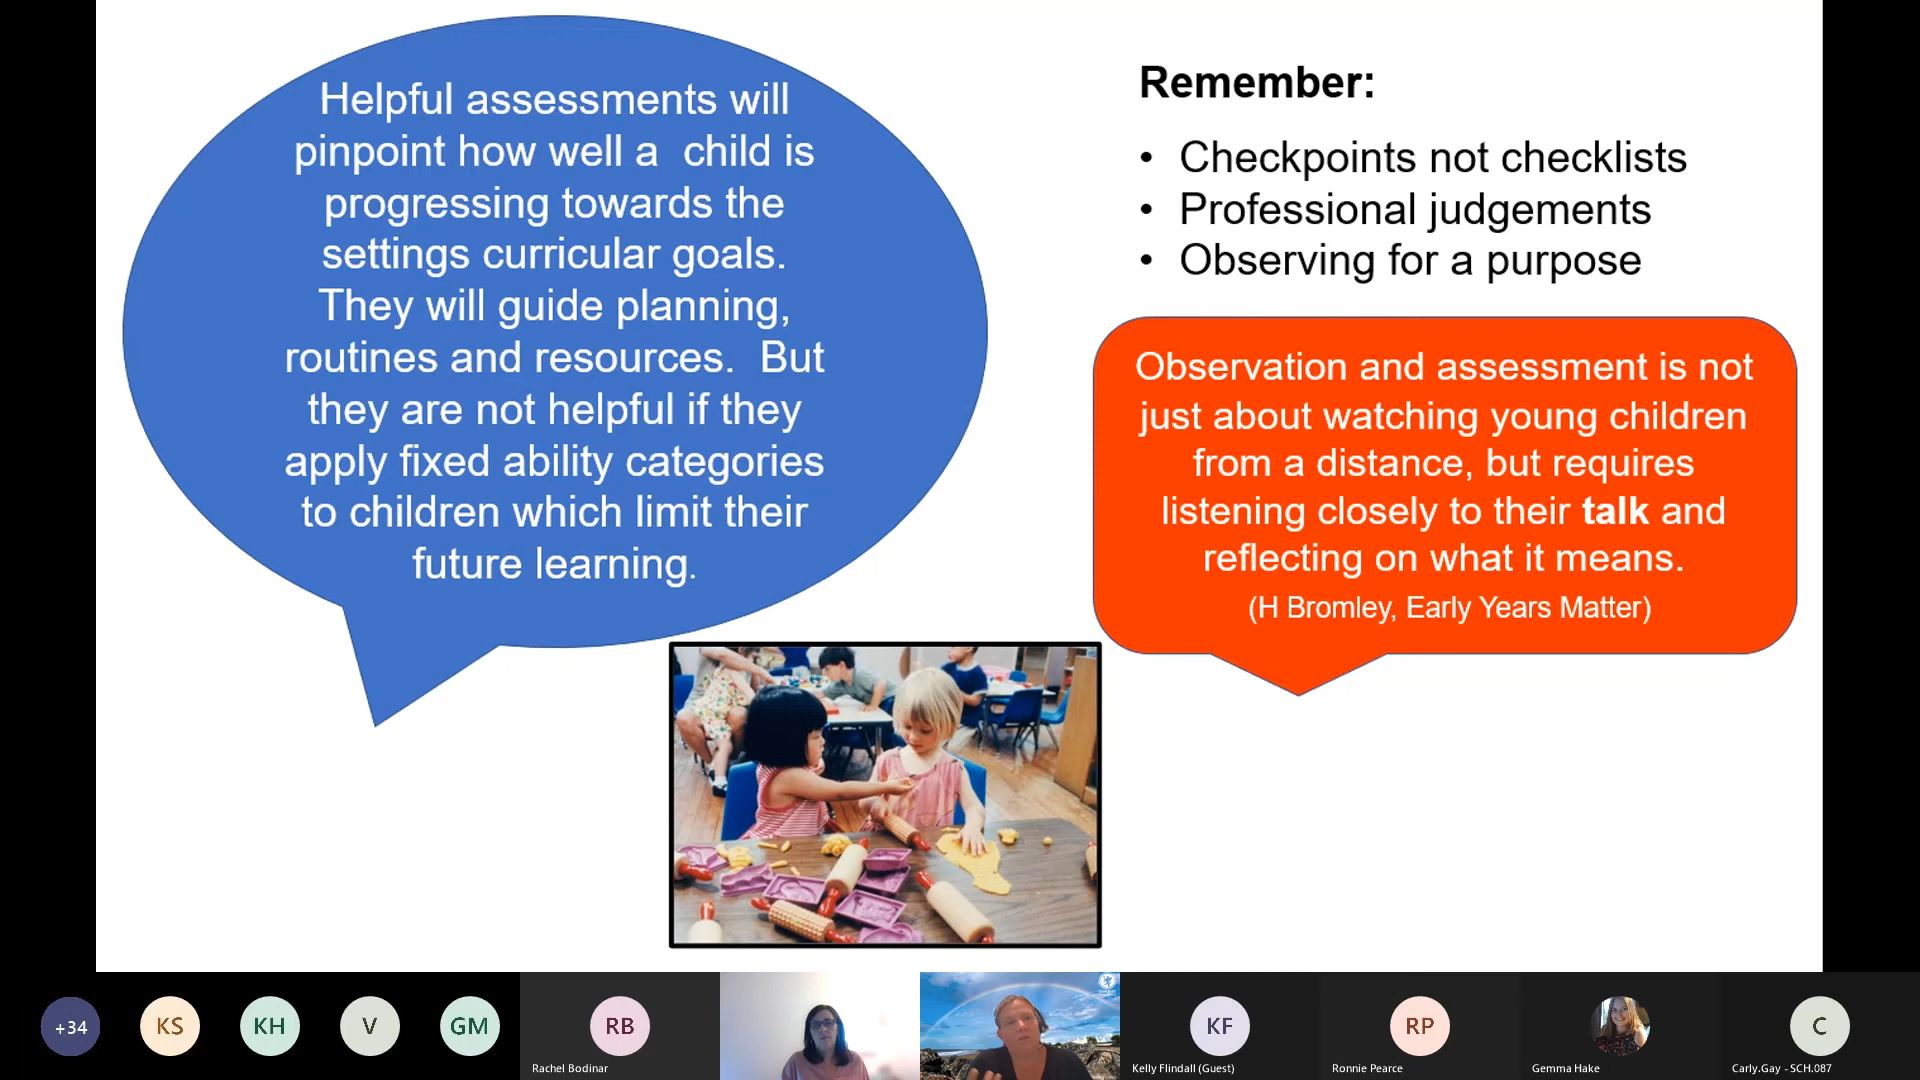 Helpful assessments will
pinpoint how well a  child is
progressing towards the
settings curricular goals.
They will guide planning,
routines and resources.  But
they are not helpful if they
apply fixed ability categories
to children which limit their
future learning.
Remember:
• Checkpoints not checklists
• Professional judgements
• Observing for a purpose
Observation and assessment is not
just about watching young children
from a distance, but requires
listening closely to their talk and
reflecting on what it means.
(H Bromley, Early Years Matter)
+34
KS
KH
V
GM
RB
Rachel Bodinar
KF
Kelly Flindall (Guest)
RP
Ronnie Pearce
Gemma Hake
C
Carly.Gay - SCH.087